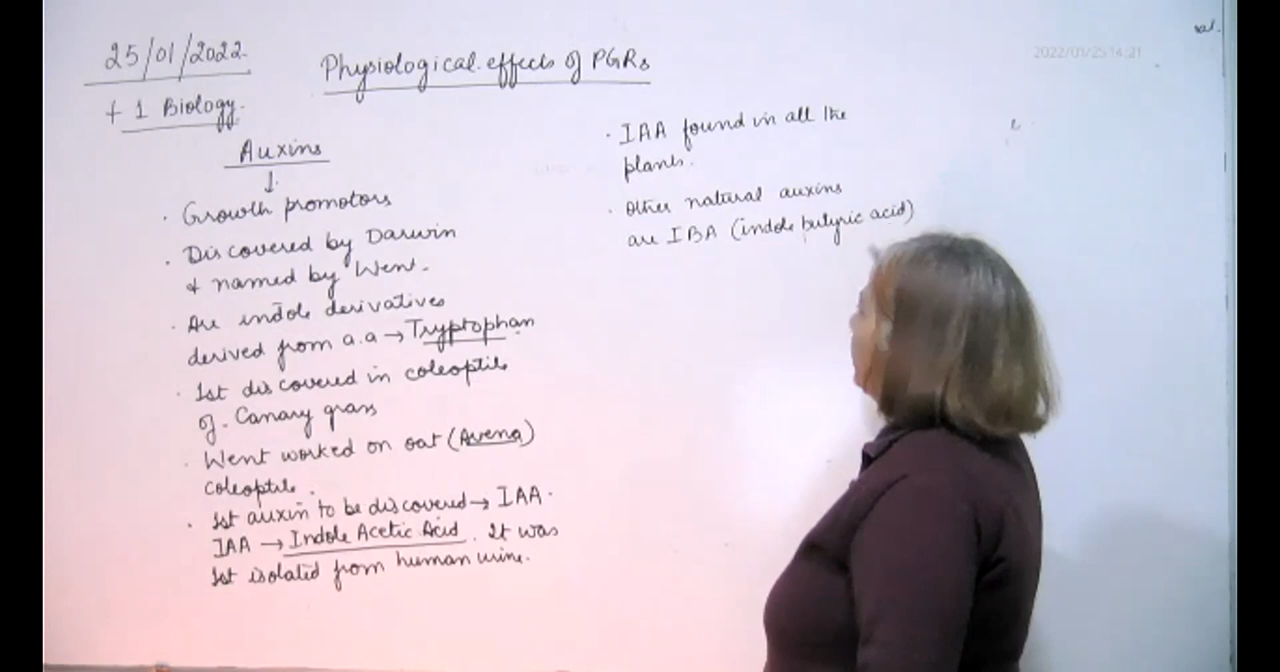 25/01/2022.
Physiological effects of PGRs
+ 1 Biology.
Auxins
↓
· Growth promotors
· Discovered by Darwin
& named by Went.
· Are indole derivatives
derived from a.a → Tryptophan
· 1st discovered in coleoptile
of Canary grass
· Went worked on oat (Avena)
coleoptile.
· 1st auxin to be discovered → IAA.
IAA → Indole Acetic Acid. It was
1st isolated from human urine.
· IAA found in all the
plants.
· Other natural auxins
are IBA (indole butyric acid)
2022/01/25 14:21